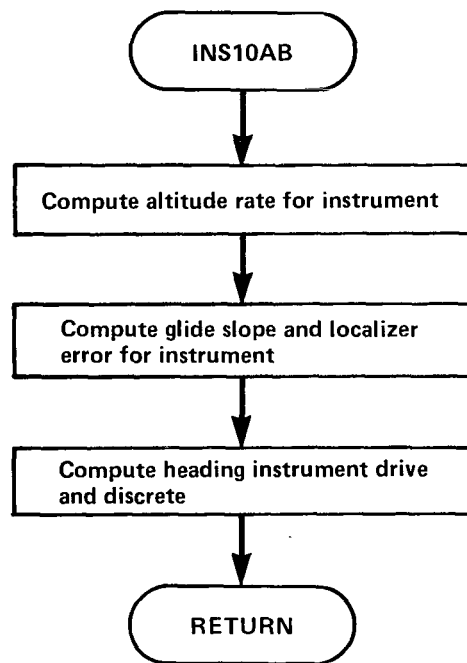 INS10AB
Compute altitude rate for instrument
Compute glide slope and localizer
error for instrument
Compute heading instrument drive
and discrete
RETURN